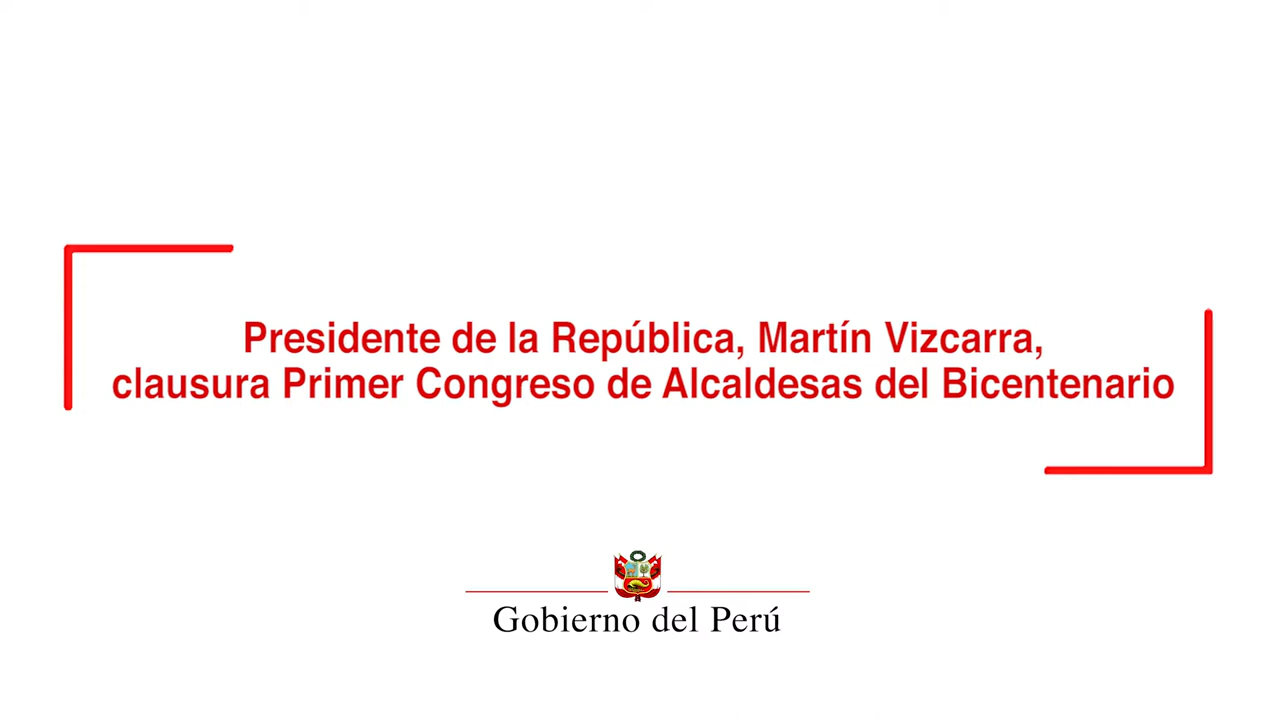 Presidente de la República, Martín Vizcarra,
clausura Primer Congreso de Alcaldesas del Bicentenario
Gobierno del Perú